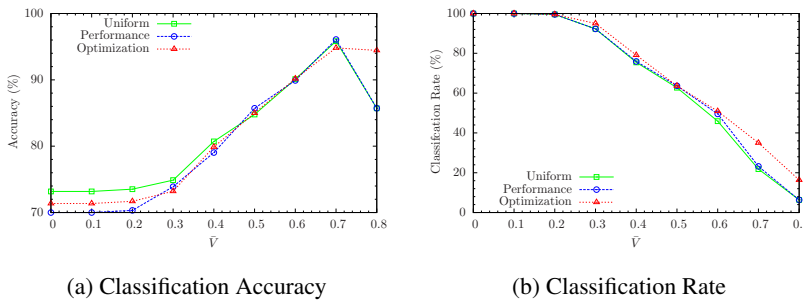 100
90
80
70
0
0.1
0.2
0.3
0.4
0.5
0.6
0.7
0.8
Accuracy (%)
V̄
Uniform
Performance
Optimization
(a) Classification Accuracy
100
80
60
40
20
0
0
0.1
0.2
0.3
0.4
0.5
0.6
0.7
0.
Classifcation Rate (%)
V̄
Uniform
Performance
Optimization
(b) Classification Rate